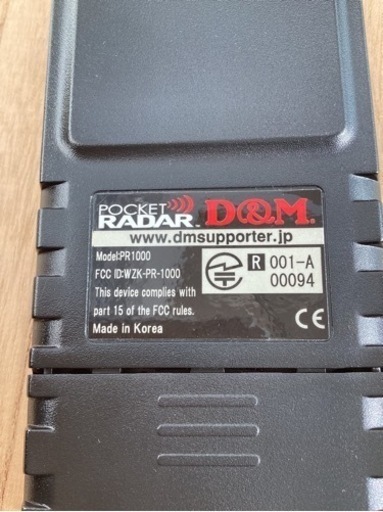 POCKET RADAR D&M.
www.dmsupporter.jp
Model:PR1000
FCC ID:WZK-PR-1000
This device complies with
part 15 of the FCC rules.
Made in Korea
R 001-A
00094
CE